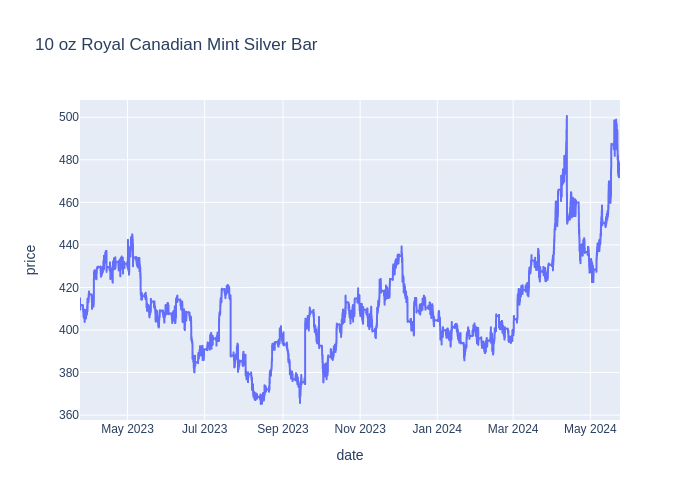 10 oz Royal Canadian Mint Silver Bar
500
480
460
440
420
400
380
360
price
May 2023 Jul 2023 Sep 2023 Nov 2023 Jan 2024 Mar 2024 May 2024
date